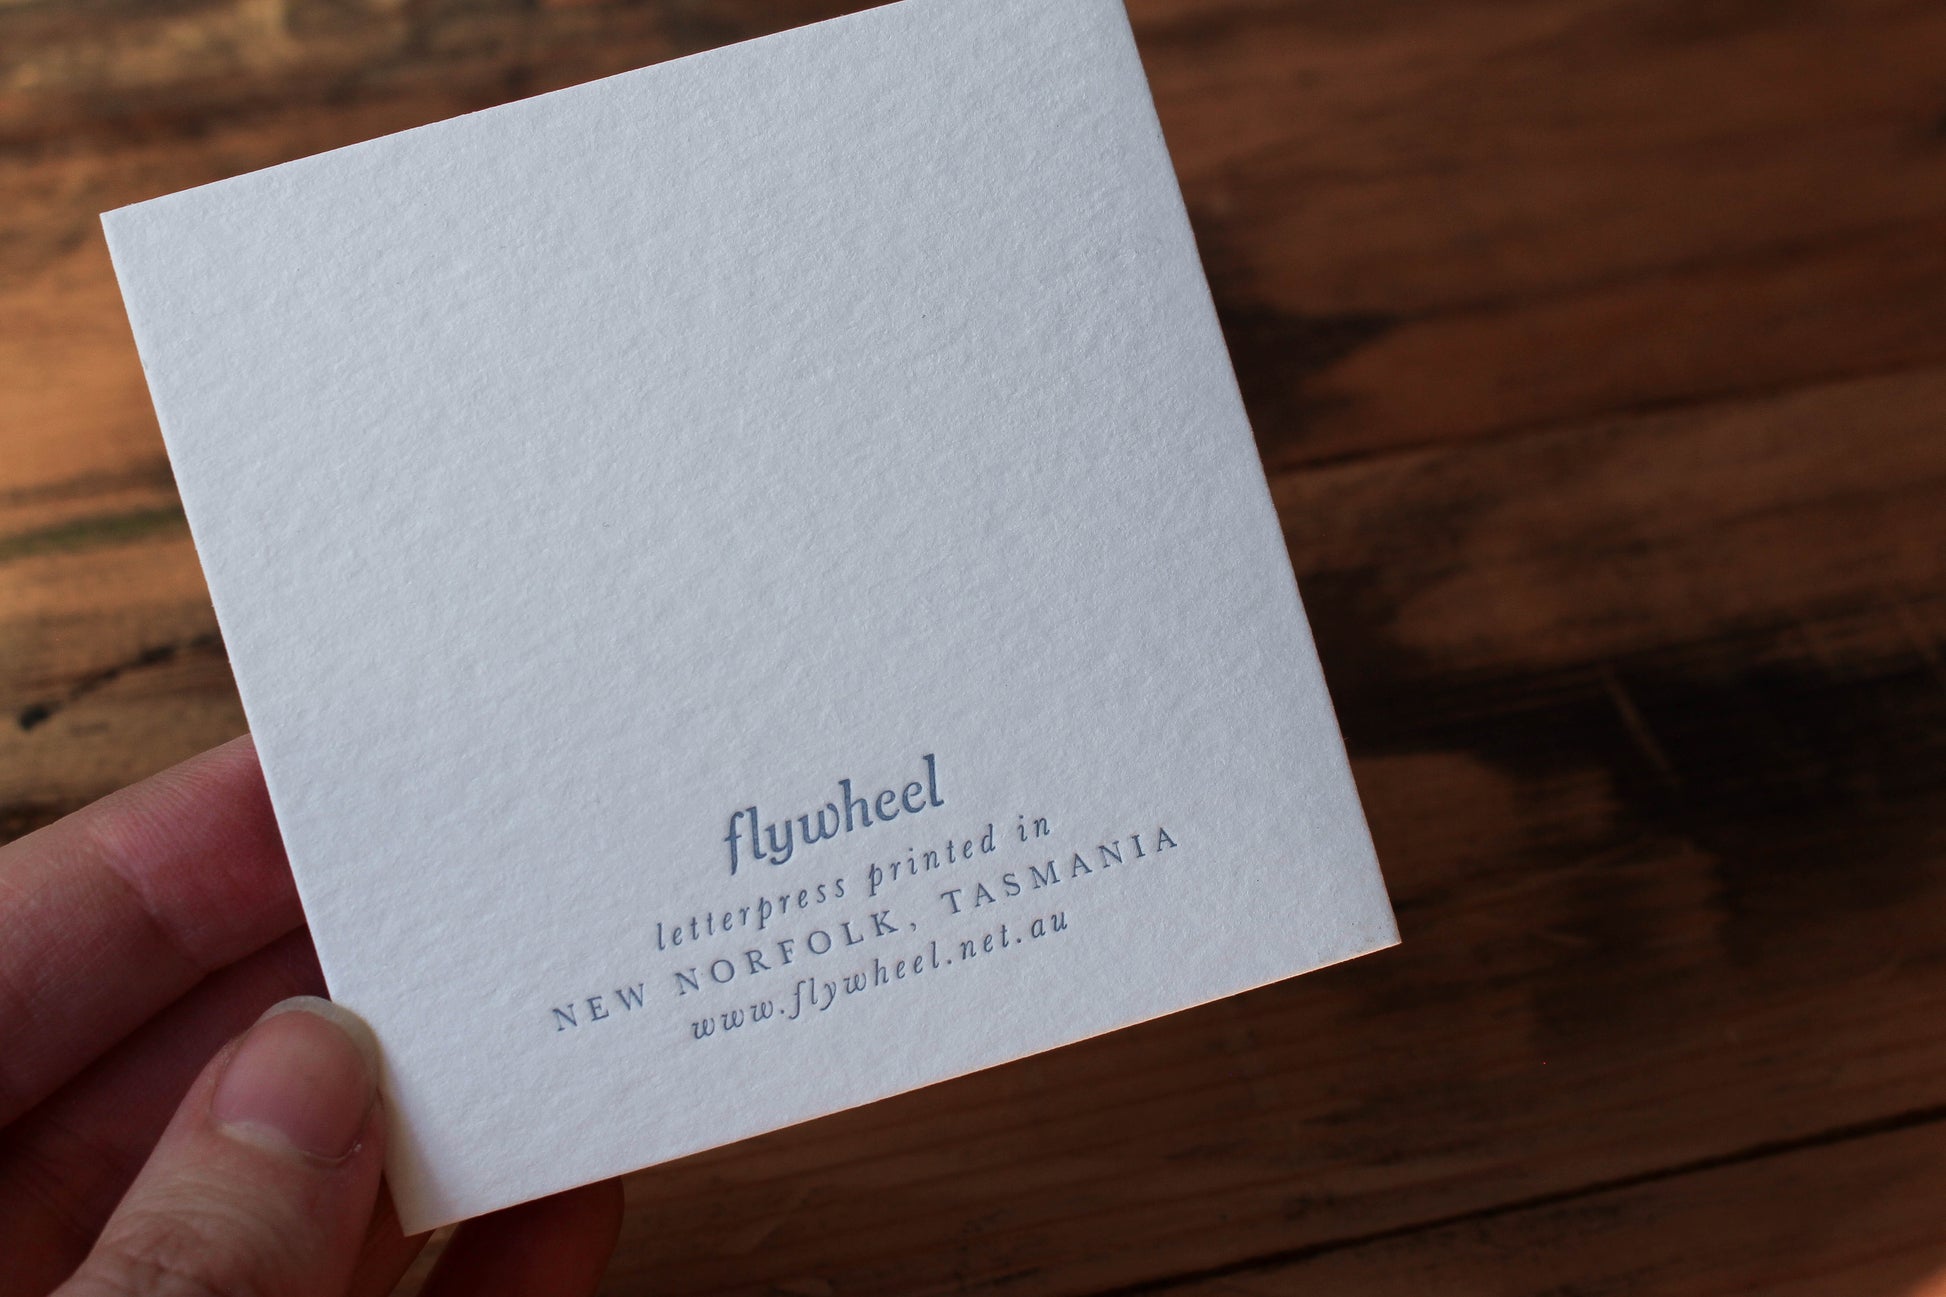 flywheel
letterpress printed in
NEW NORFOLK, TASMANIA
www.flywheel.net.au